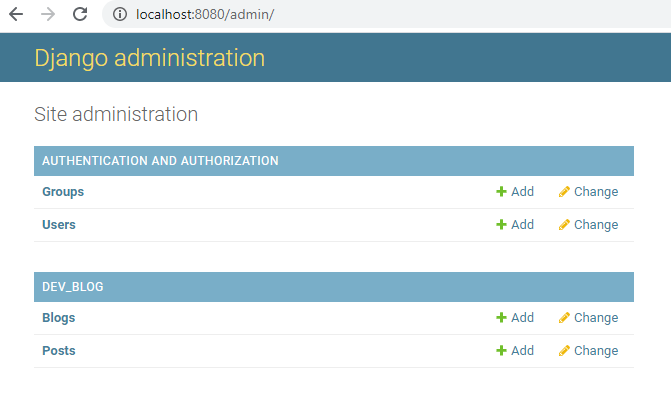 localhost:8080/admin/
Django administration
Site administration
AUTHENTICATION AND AUTHORIZATION
Groups Add Change
Users Add Change
DEV_BLOG
Blogs Add Change
Posts Add Change